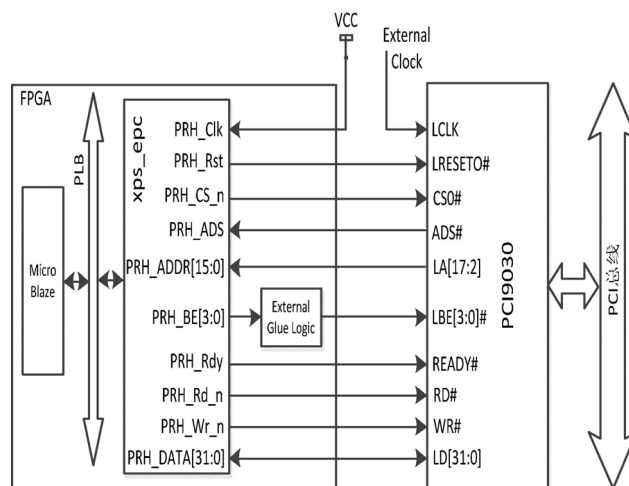 VCC
External
Clock
FPGA
xps_epc
PLB
Micro
Blaze
PRH_Clk
PRH_Rst
PRH_CS_n
PRH_ADS
PRH_ADDR[15:0]
PRH_BE[3:0]
PRH_Rdy
PRH_Rd_n
PRH_Wr_n
PRH_DATA[31:0]
External
Glue Logic
LCLK
LRESETO#
CS0#
ADS#
LA[17:2]
LBE[3:0]#
READY#
RD#
WR#
LD[31:0]
PCI9030
PCI总线